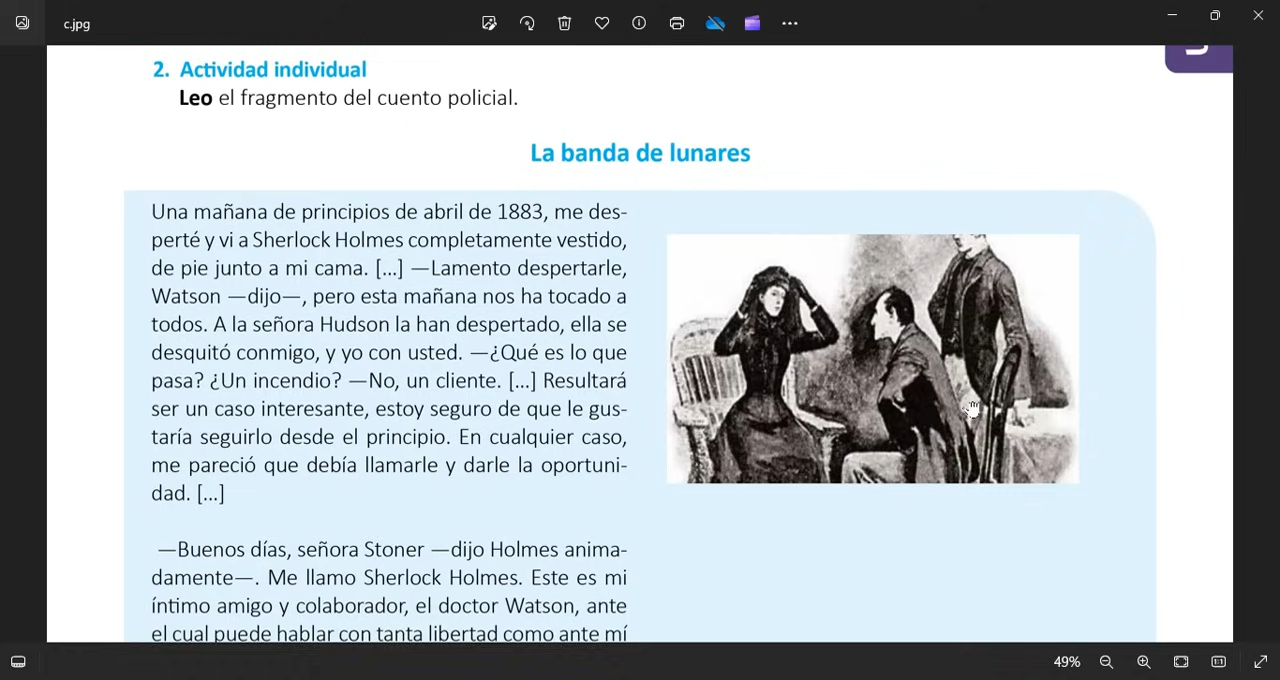 c.jpg
2. Actividad individual
Leo el fragmento del cuento policial.
La banda de lunares
Una mañana de principios de abril de 1883, me des-
perté y vi a Sherlock Holmes completamente vestido,
de pie junto a mi cama. [...] —Lamento despertarle,
Watson —dijo—, pero esta mañana nos ha tocado a
todos. A la señora Hudson la han despertado, ella se
desquitó conmigo, y yo con usted. —¿Qué es lo que
pasa? ¿Un incendio? —No, un cliente. [...] Resultará
ser un caso interesante, estoy seguro de que le gus-
taría seguirlo desde el principio. En cualquier caso,
me pareció que debía llamarle y darle la oportuni-
dad. [...]
—Buenos días, señora Stoner —dijo Holmes anima-
damente—. Me llamo Sherlock Holmes. Este es mi
íntimo amigo y colaborador, el doctor Watson, ante
el cual puede hablar con tanta libertad como ante mí
49%